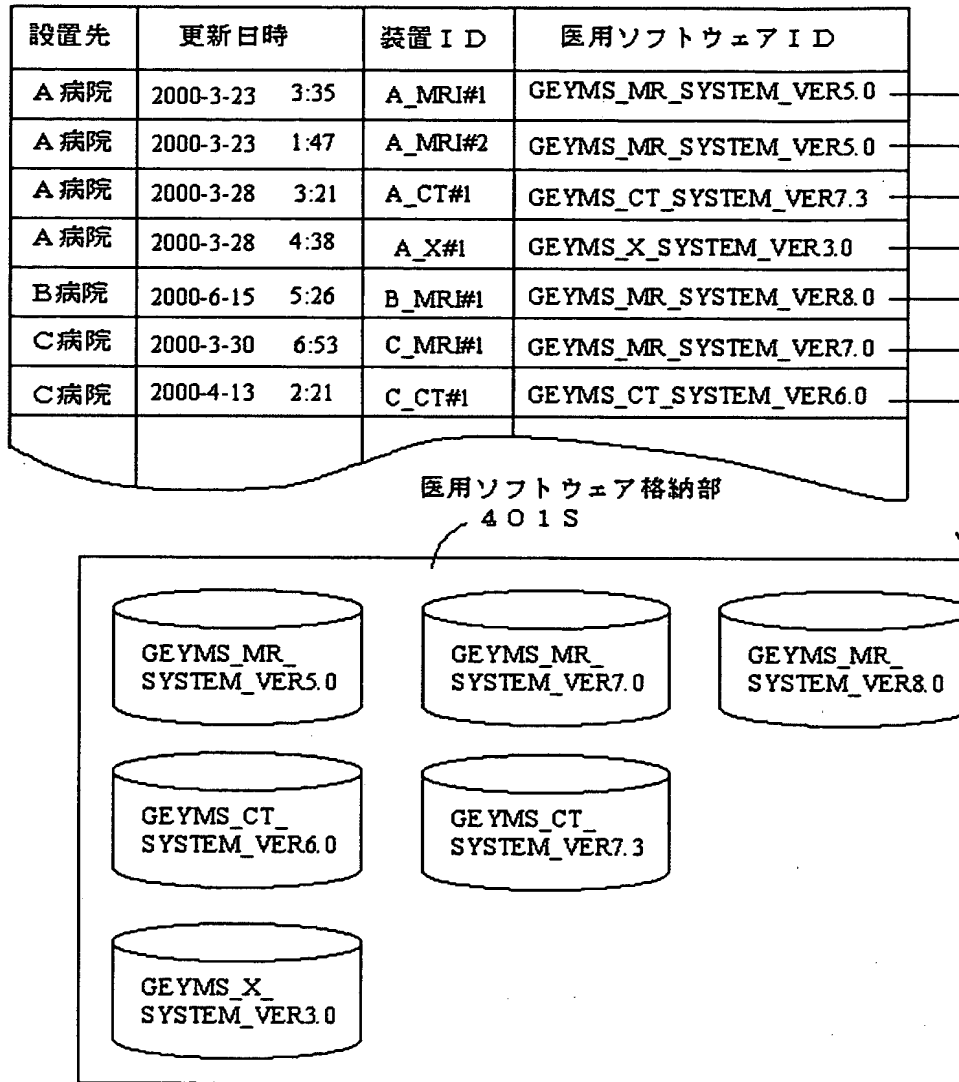 設置先 更新日時 装置ＩＤ 医用ソフトウェアＩＤ
A病院 2000-3-23 3:35 A_MRI#1 GEYMS_MR_SYSTEM_VER5.0
A病院 2000-3-23 1:47 A_MRI#2 GEYMS_MR_SYSTEM_VER5.0
A病院 2000-3-28 3:21 A_CT#1 GEYMS_CT_SYSTEM_VER7.3
A病院 2000-3-28 4:38 A_X#1 GEYMS_X_SYSTEM_VER3.0
B病院 2000-6-15 5:26 B_MRI#1 GEYMS_MR_SYSTEM_VER8.0
C病院 2000-3-30 6:53 C_MRI#1 GEYMS_MR_SYSTEM_VER7.0
C病院 2000-4-13 2:21 C_CT#1 GEYMS_CT_SYSTEM_VER6.0
医用ソフトウェア格納部
４０１Ｓ
GEYMS_MR_
SYSTEM_VER5.0
GEYMS_MR_
SYSTEM_VER7.0
GEYMS_MR_
SYSTEM_VER8.0
GEYMS_CT_
SYSTEM_VER6.0
GEYMS_CT_
SYSTEM_VER7.3
GEYMS_X_
SYSTEM_VER3.0